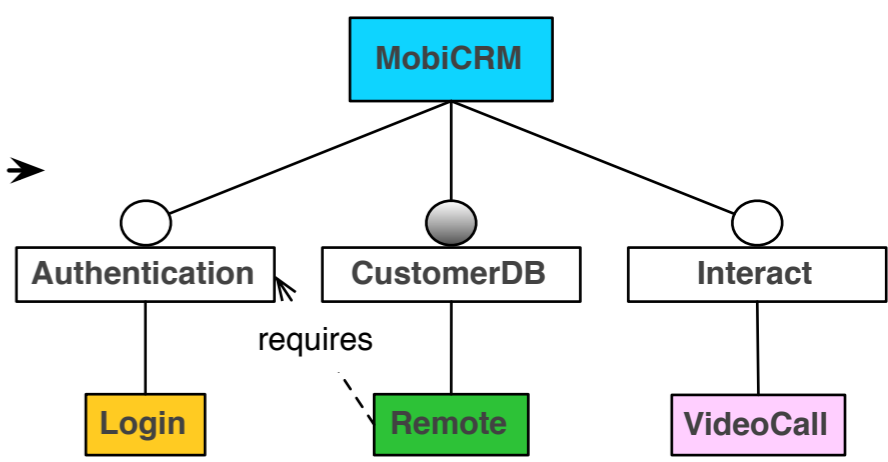 MobiCRM
Authentication
CustomerDB
Interact
requires
Login
Remote
VideoCall